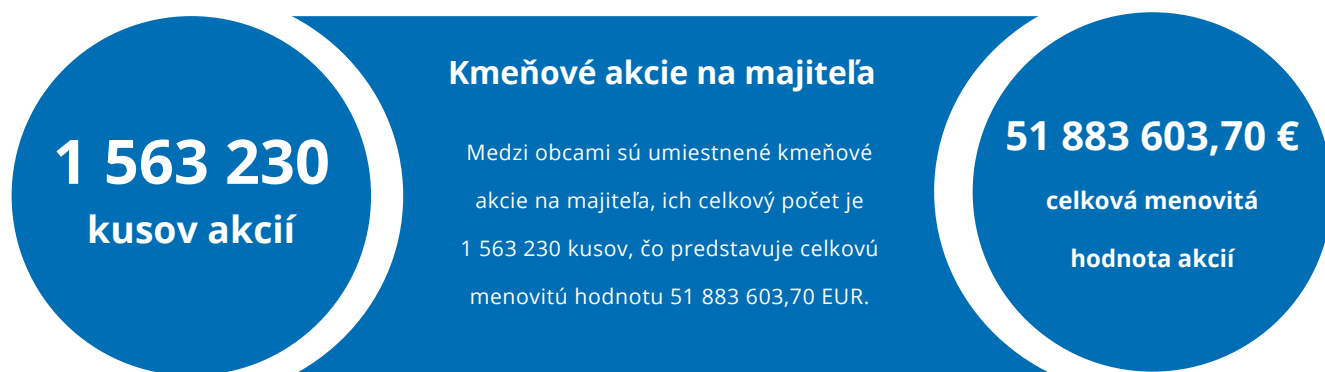 1 563 230
kusov akcií
Kmeňové akcie na majiteľa
Medzi obcami sú umiestnené kmeňové
akcie na majiteľa, ich celkový počet je
1 563 230 kusov, čo predstavuje celkovú
menovitú hodnotu 51 883 603,70 EUR.
51 883 603,70 €
celková menovitá
hodnota akcií